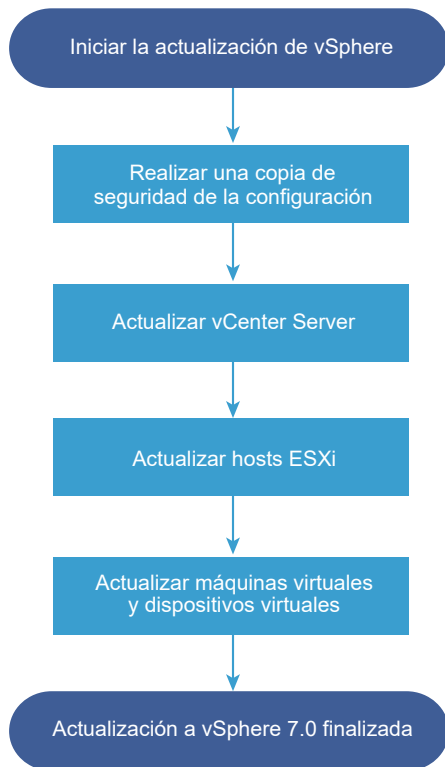 Iniciar la actualización de vSphere
Realizar una copia de
seguridad de la configuración
Actualizar vCenter Server
Actualizar hosts ESXi
Actualizar máquinas virtuales
y dispositivos virtuales
Actualización a vSphere 7.0 finalizada